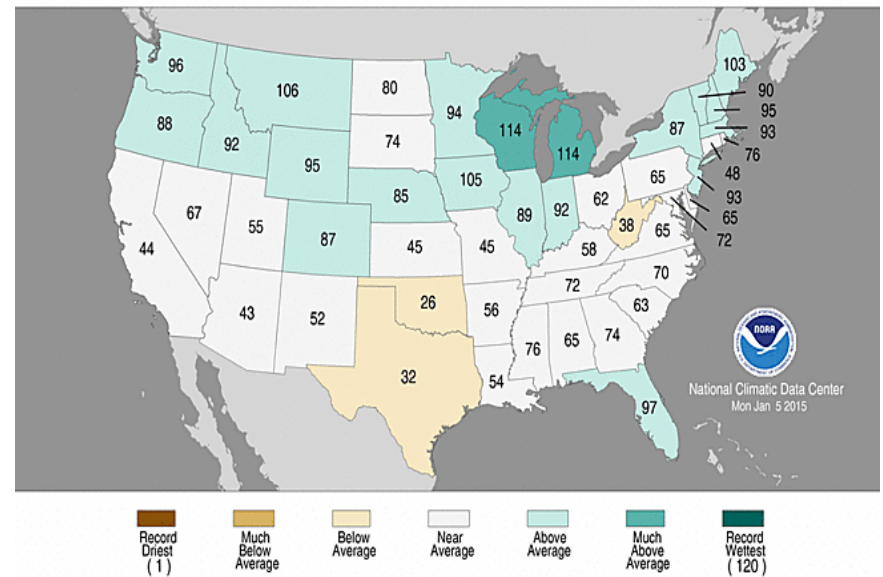 96
106
80
94
103
88
92
95
74
114
114
87
90
95
93
76
48
93
65
72
67
55
87
85
105
89
92
62
65
38
65
44
45
45
58
70
72
43
52
26
56
63
32
54
76
65
74
97
NOAA
National Climatic Data Center
Mon Jan 5 2015
Record
Driest
(1)
Much
Below
Average
Below
Average
Near
Average
Above
Average
Much
Above
Average
Record
Wettest
(120)